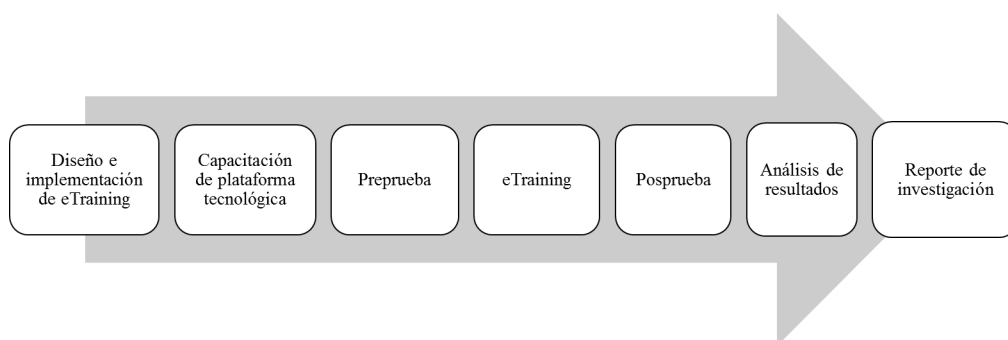 Diseño e
implementación
de eTraining
Capacitación
de plataforma
tecnológica
Preprueba
eTraining
Posprueba
Análisis de
resultados
Reporte de
investigación